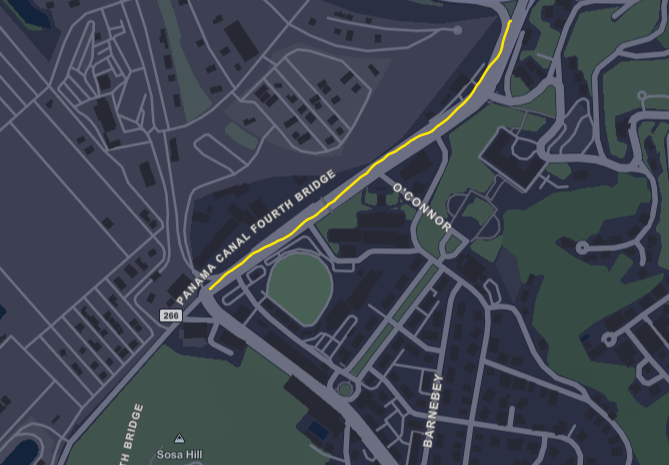 PANAMA CANAL FOURTH BRIDGE
O'CONNOR
266
BARNEBEY
TH BRIDGE
Sosa Hill